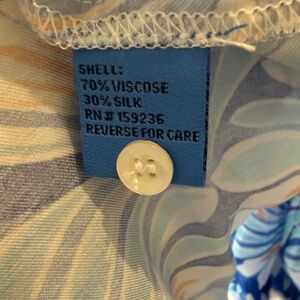 SHELL:
70% VISCOSE
30% SILK
RN# 159236
REVERSE FOR CARE